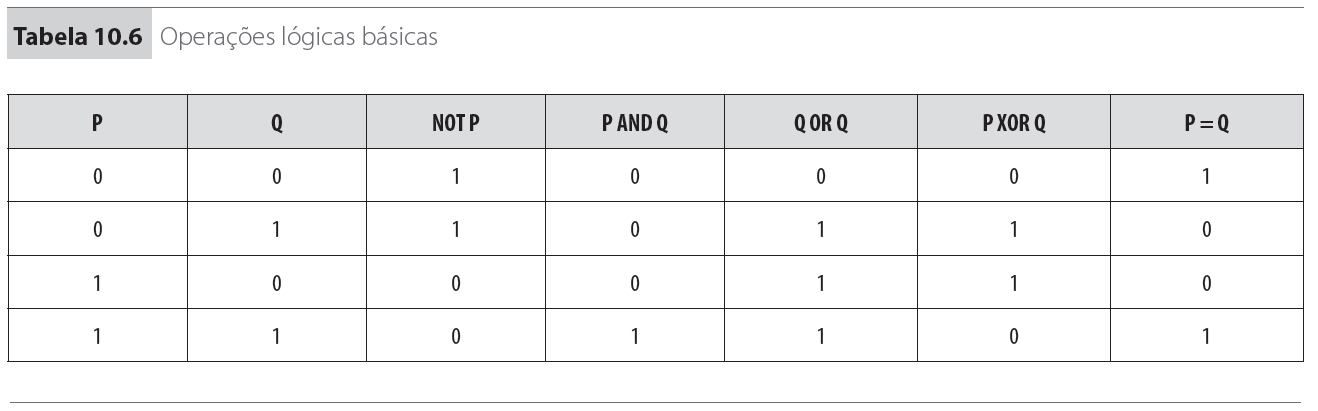 Tabela 10.6 Operações lógicas básicas
P Q NOT P P AND Q Q OR Q P XOR Q P = Q
0 0 1 0 0 0 1
0 1 1 0 1 1 0
1 0 0 0 1 1 0
1 1 0 1 1 0 1